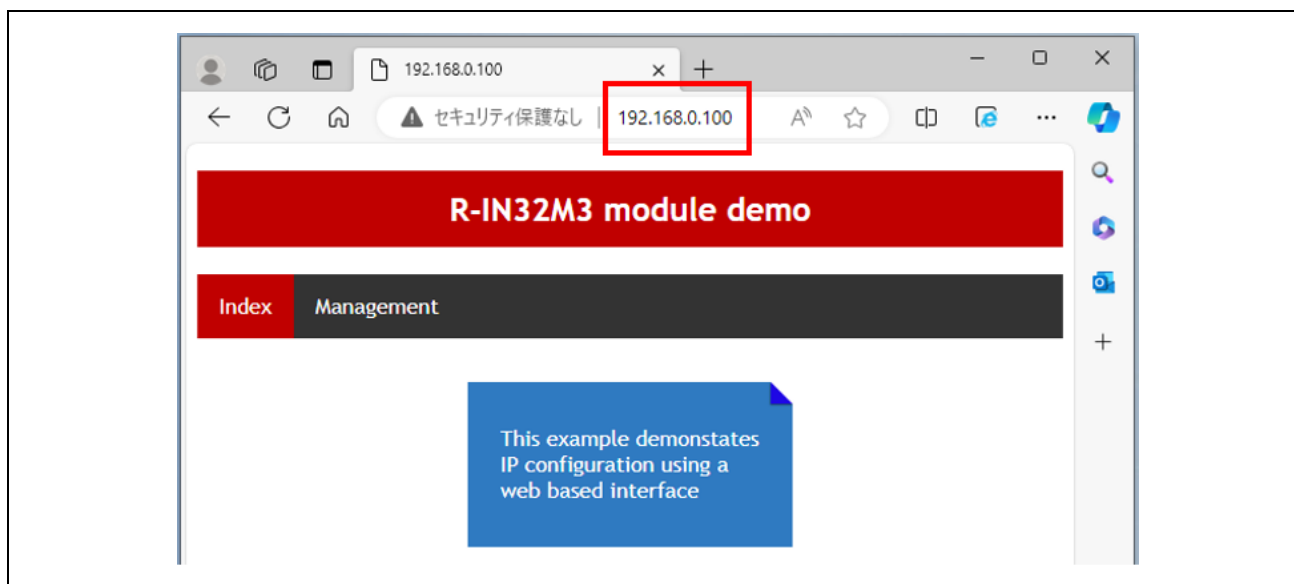 192.168.0.100
セキュリティ保護なし | 192.168.0.100
R-IN32M3 module demo
Index Management
This example demonstates
IP configuration using a
web based interface